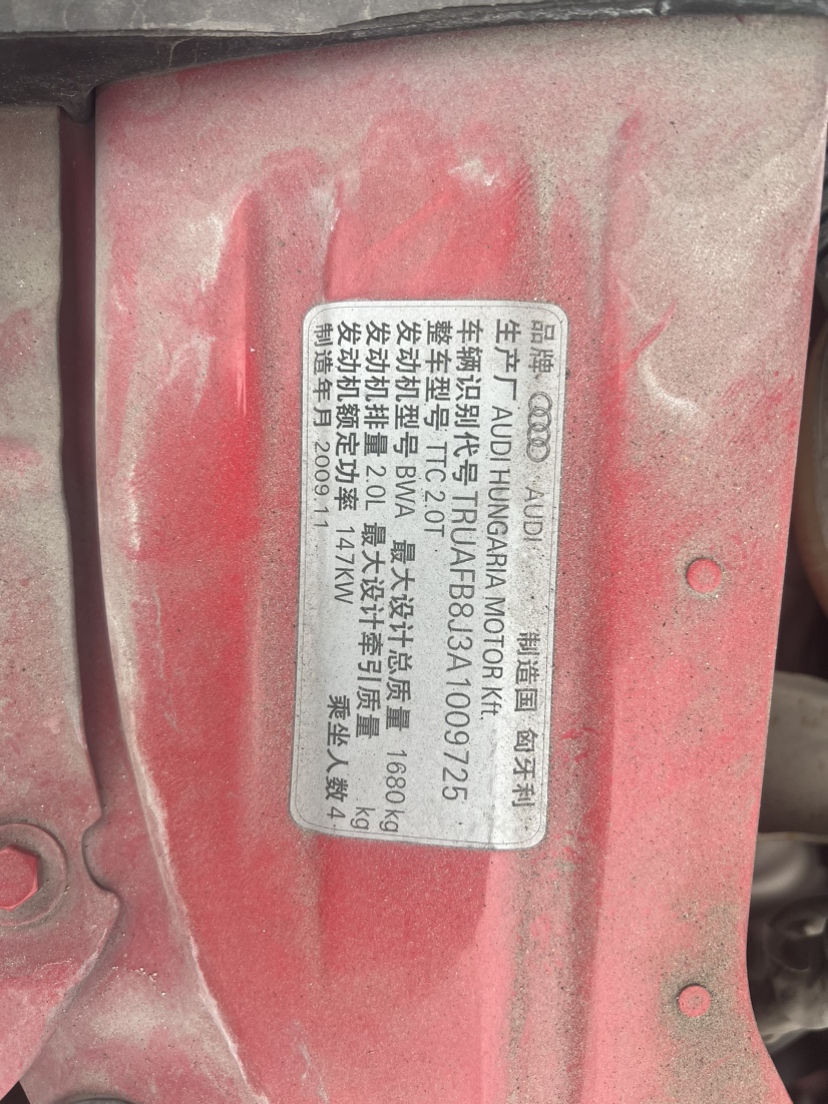 品牌 AUDI 制造国 匈牙利
生产厂 AUDI HUNGARIA MOTOR Kft.
车辆识别代号 TRUAFB8J3A1009725
整车型号 TTC 2.0T
发动机型号 BWA 最大设计总质量 1680kg
发动机排量 2.0L 最大设计牵引质量 kg
发动机额定功率 147KW 乘坐人数 4
制造年月 2009.11